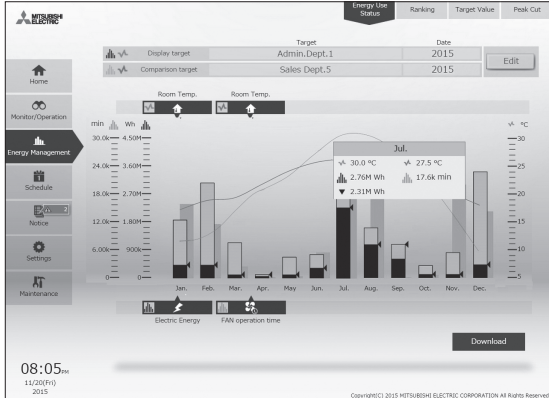 MITSUBISHI ELECTRIC
Energy Use Status
Ranking
Target Value
Peak Cut
Target
Date
Display target
Admin.Dept.1
2015
Comparison target
Sales Dept.5
2015
Edit
Home
Monitor/Operation
Energy Management
Schedule
Notice
2
Settings
Maintenance
Room Temp.
Room Temp.
min
Wh
℃
30.0k
4.50M
30
24.0k
3.60M
25
18.0k
2.70M
20
12.0k
1.80M
15
6.00k
900k
10
0
0
5
Jul.
30.0 ℃
27.5 ℃
2.76M Wh
17.6k min
2.31M Wh
Jan.
Feb.
Mar.
Apr.
May
Jun.
Jul.
Aug.
Sep.
Oct.
Nov.
Dec.
Electric Energy
FAN operation time
Download
08:05PM
11/20(Fri)
2015
Copyright(C) 2015 MITSUBISHI ELECTRIC CORPORATION All Rights Reserved